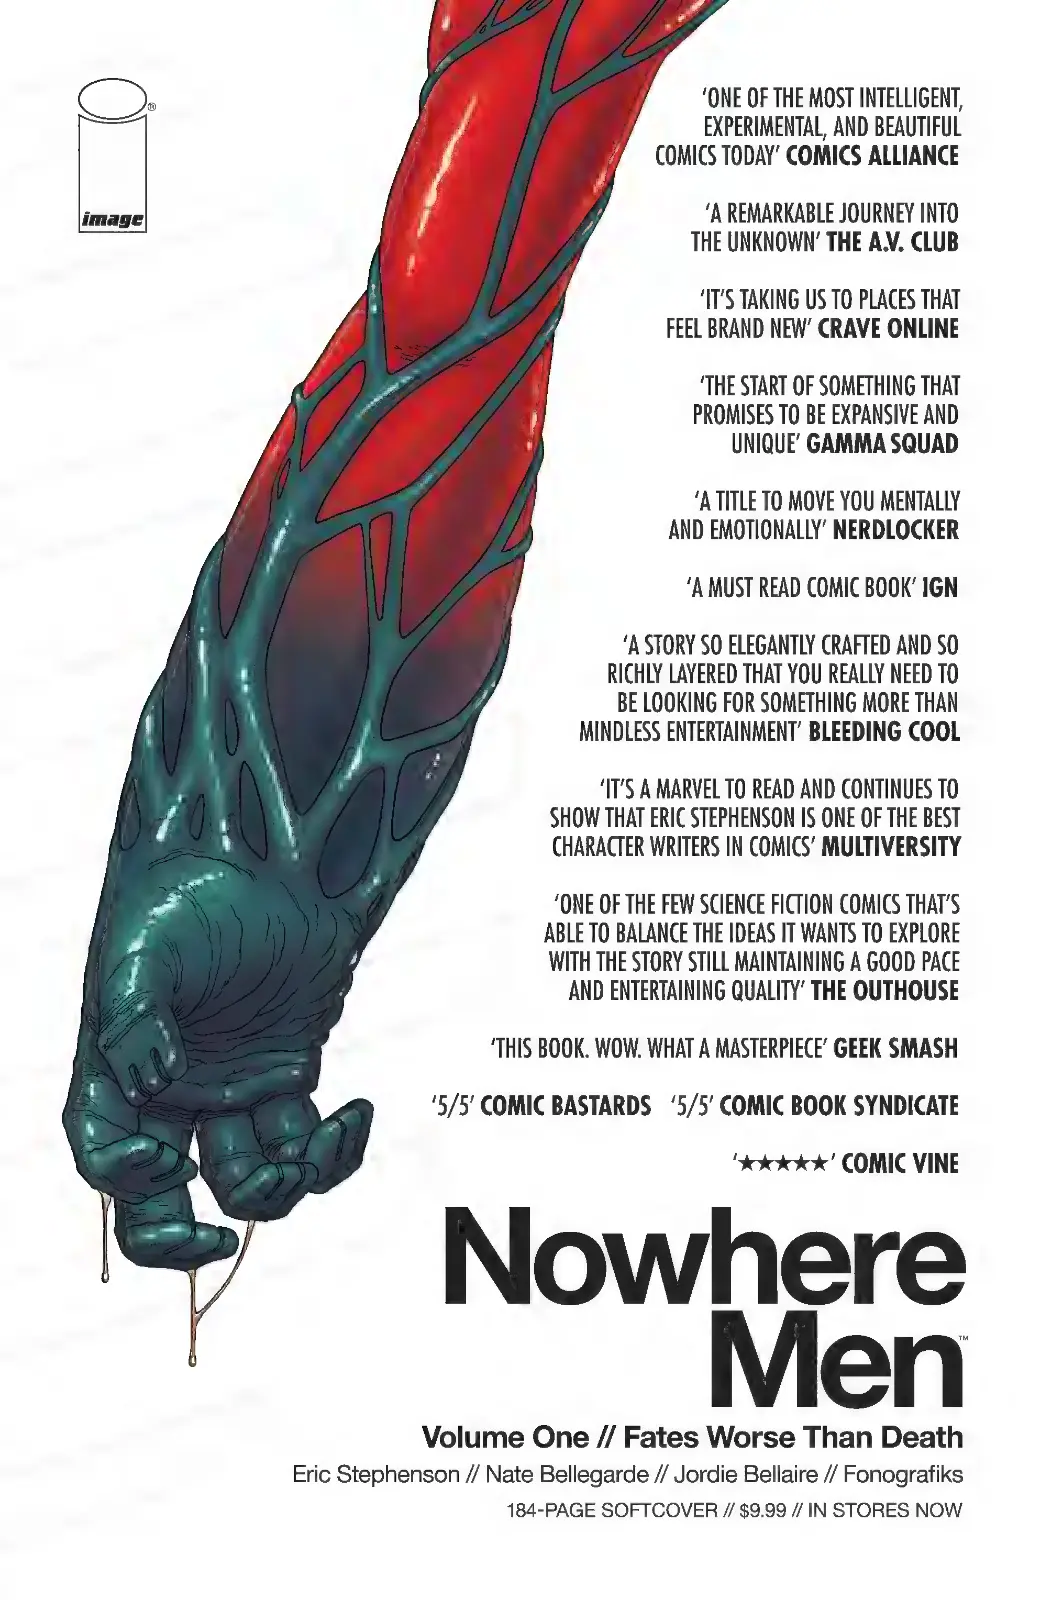 image®
'ONE OF THE MOST INTELLIGENT,
EXPERIMENTAL, AND BEAUTIFUL
COMICS TODAY' COMICS ALLIANCE
'A REMARKABLE JOURNEY INTO
THE UNKNOWN' THE A.V. CLUB
'IT'S TAKING US TO PLACES THAT
FEEL BRAND NEW' CRAVE ONLINE
'THE START OF SOMETHING THAT
PROMISES TO BE EXPANSIVE AND
UNIQUE' GAMMA SQUAD
'A TITLE TO MOVE YOU MENTALLY
AND EMOTIONALLY' NERDLOCKER
'A MUST READ COMIC BOOK' IGN
'A STORY SO ELEGANTLY CRAFTED AND SO
RICHLY LAYERED THAT YOU REALLY NEED TO
BE LOOKING FOR SOMETHING MORE THAN
MINDLESS ENTERTAINMENT' BLEEDING COOL
'IT'S A MARVEL TO READ AND CONTINUES TO
SHOW THAT ERIC STEPHENSON IS ONE OF THE BEST
CHARACTER WRITERS IN COMICS' MULTIVERSITY
'ONE OF THE FEW SCIENCE FICTION COMICS THAT'S
ABLE TO BALANCE THE IDEAS IT WANTS TO EXPLORE
WITH THE STORY STILL MAINTAINING A GOOD PACE
AND ENTERTAINING QUALITY' THE OUTHOUSE
'THIS BOOK. WOW. WHAT A MASTERPIECE' GEEK SMASH
'5/5' COMIC BASTARDS '5/5' COMIC BOOK SYNDICATE
'★★★★★' COMIC VINE
Nowhere
Men™
Volume One // Fates Worse Than Death
Eric Stephenson // Nate Bellegarde // Jordie Bellaire // Fonografiks
184-PAGE SOFTCOVER // $9.99 // IN STORES NOW